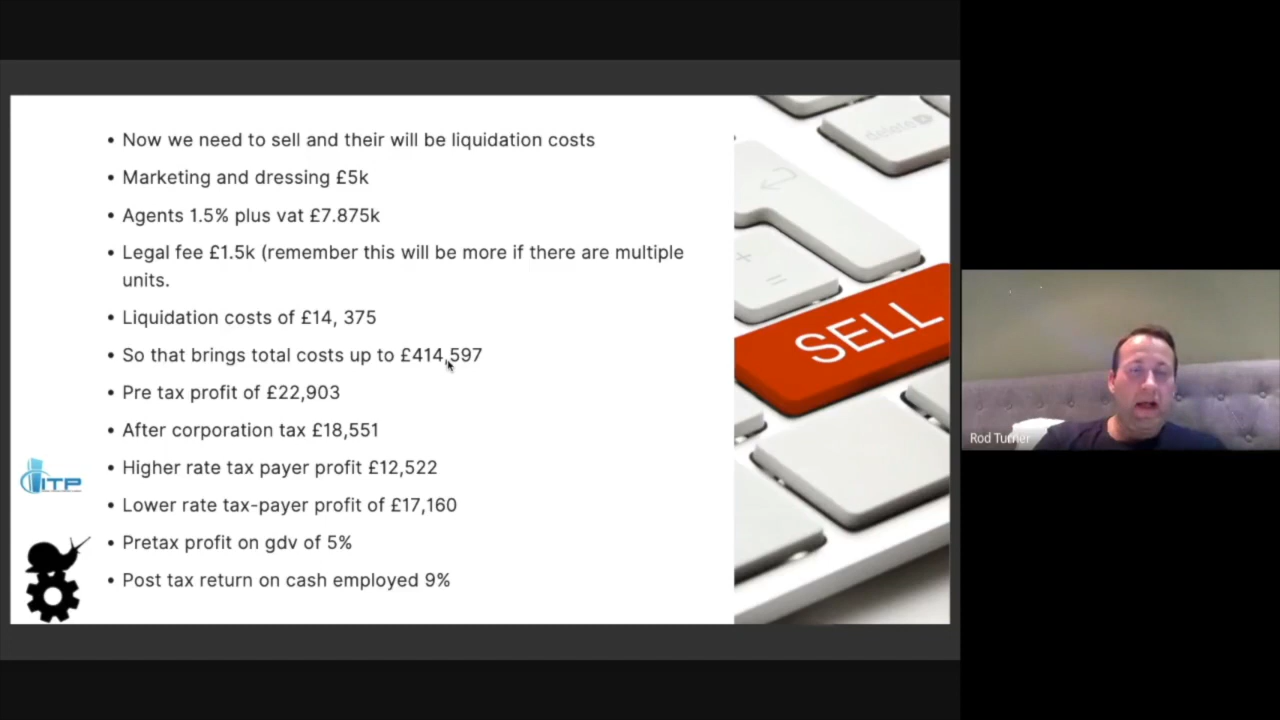 • Now we need to sell and their will be liquidation costs
• Marketing and dressing £5k
• Agents 1.5% plus vat £7.875k
• Legal fee £1.5k (remember this will be more if there are multiple
units.
• Liquidation costs of £14, 375
• So that brings total costs up to £414,597
• Pre tax profit of £22,903
• After corporation tax £18,551
• Higher rate tax payer profit £12,522
• Lower rate tax-payer profit of £17,160
• Pretax profit on gdv of 5%
• Post tax return on cash employed 9%
ITP
delete
+
=
SELL
Rod Turner